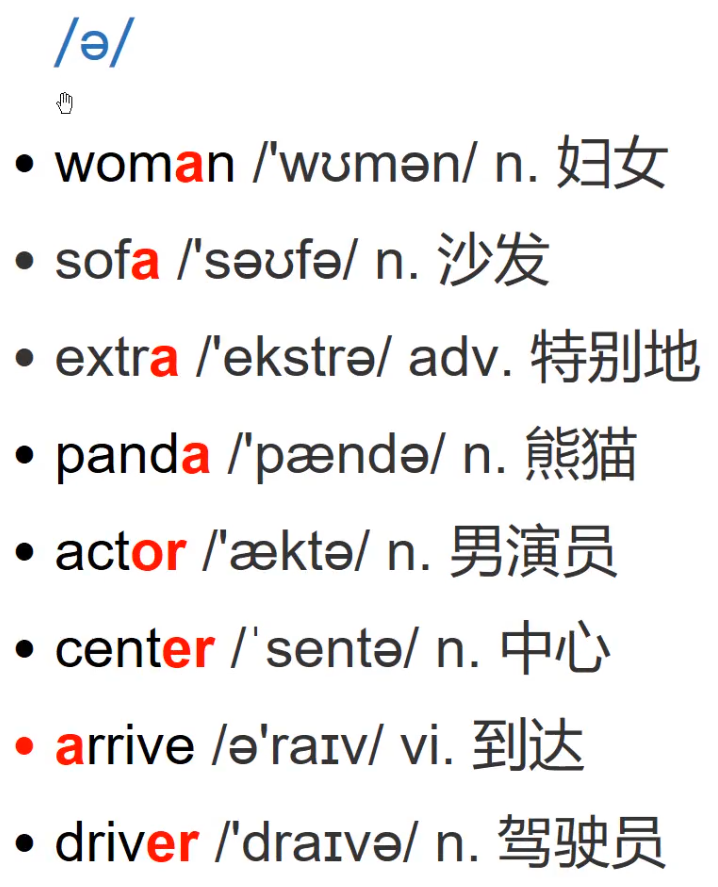 /ə/
• woman /'wʊmən/ n. 妇女
• sofa /'səʊfə/ n. 沙发
• extra /'ekstrə/ adv. 特别地
• panda /'pændə/ n. 熊猫
• actor /'æktə/ n. 男演员
• center /ˈsentə/ n. 中心
• arrive /ə'raɪv/ vi. 到达
• driver /'draɪvə/ n. 驾驶员